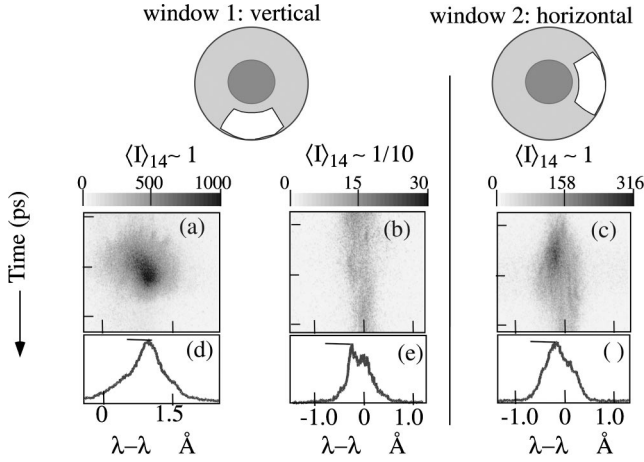 window 1: vertical
window 2: horizontal
⟨I⟩14 ~ 1
⟨I⟩14 ~ 1/10
⟨I⟩14 ~ 1
0 500 1000
0 15 30
0 158 316
Time (ps)
(a)
(b)
(c)
(d)
(e)
( )
0 1.5
-1.0 0 1.0
-1.0 0 1.0
λ–λ Å
λ–λ Å
λ–λ Å